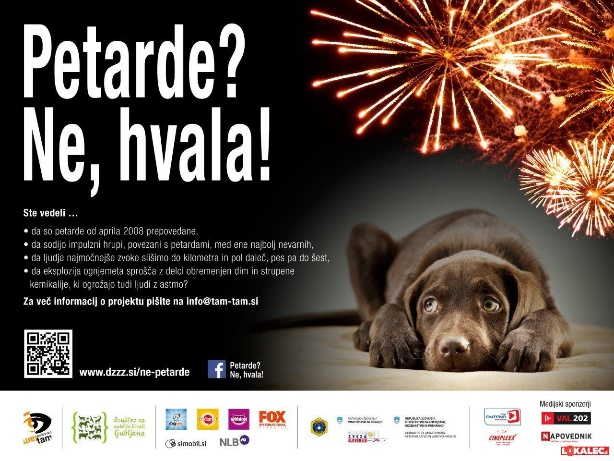 Petarde?
Ne, hvala!
Ste vedeli ...
• da so petarde od aprila 2008 prepovedane,
• da sodijo impulzni hrupi, povezani s petardami, med ene najbolj nevarnih,
• da ljudje najmočnejše zvoke slišimo do kilometra in pol daleč, pes pa do šest,
• da eksplozija ognjemeta sprošča z delci obremenjen dim in strupene
kemikalije, ki ogrožajo tudi ljudi z astmo?
Za več informacij o projektu pišite na info@tam-tam.si
www.dzzz.si/ne-petarde
Petarde?
Ne, hvala!
Medijski sponzorji
tam
društvo za
zaščito živali
ljubljana
FOX
si.mobil.si
NLB
CINEPLEXX
VAL 202
NAPOVEDNIK
LOKALEC